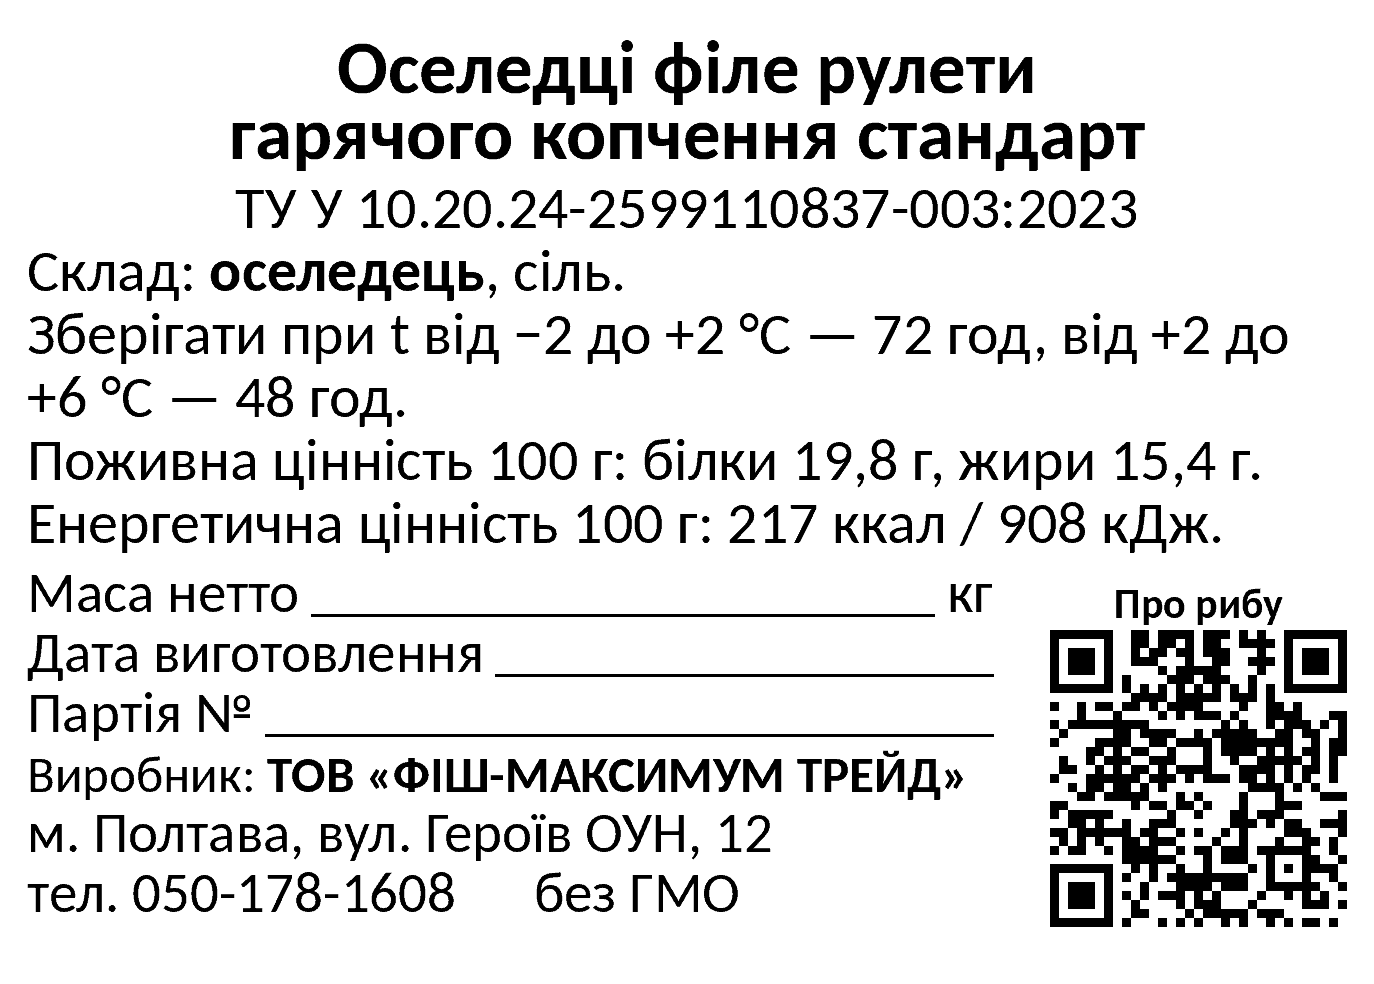 Оселедці філе рулети
гарячого копчення стандарт
ТУ У 10.20.24-2599110837-003:2023
Склад: оселедець, сіль.
Зберігати при t від −2 до +2 °C — 72 год, від +2 до
+6 °C — 48 год.
Поживна цінність 100 г: білки 19,8 г, жири 15,4 г.
Енергетична цінність 100 г: 217 ккал / 908 кДж.
Маса нетто ____________________ кг
Дата виготовлення ________________
Партія № ________________________
Виробник: ТОВ «ФІШ-МАКСИМУМ ТРЕЙД»
м. Полтава, вул. Героїв ОУН, 12
тел. 050-178-1608 без ГМО
Про рибу